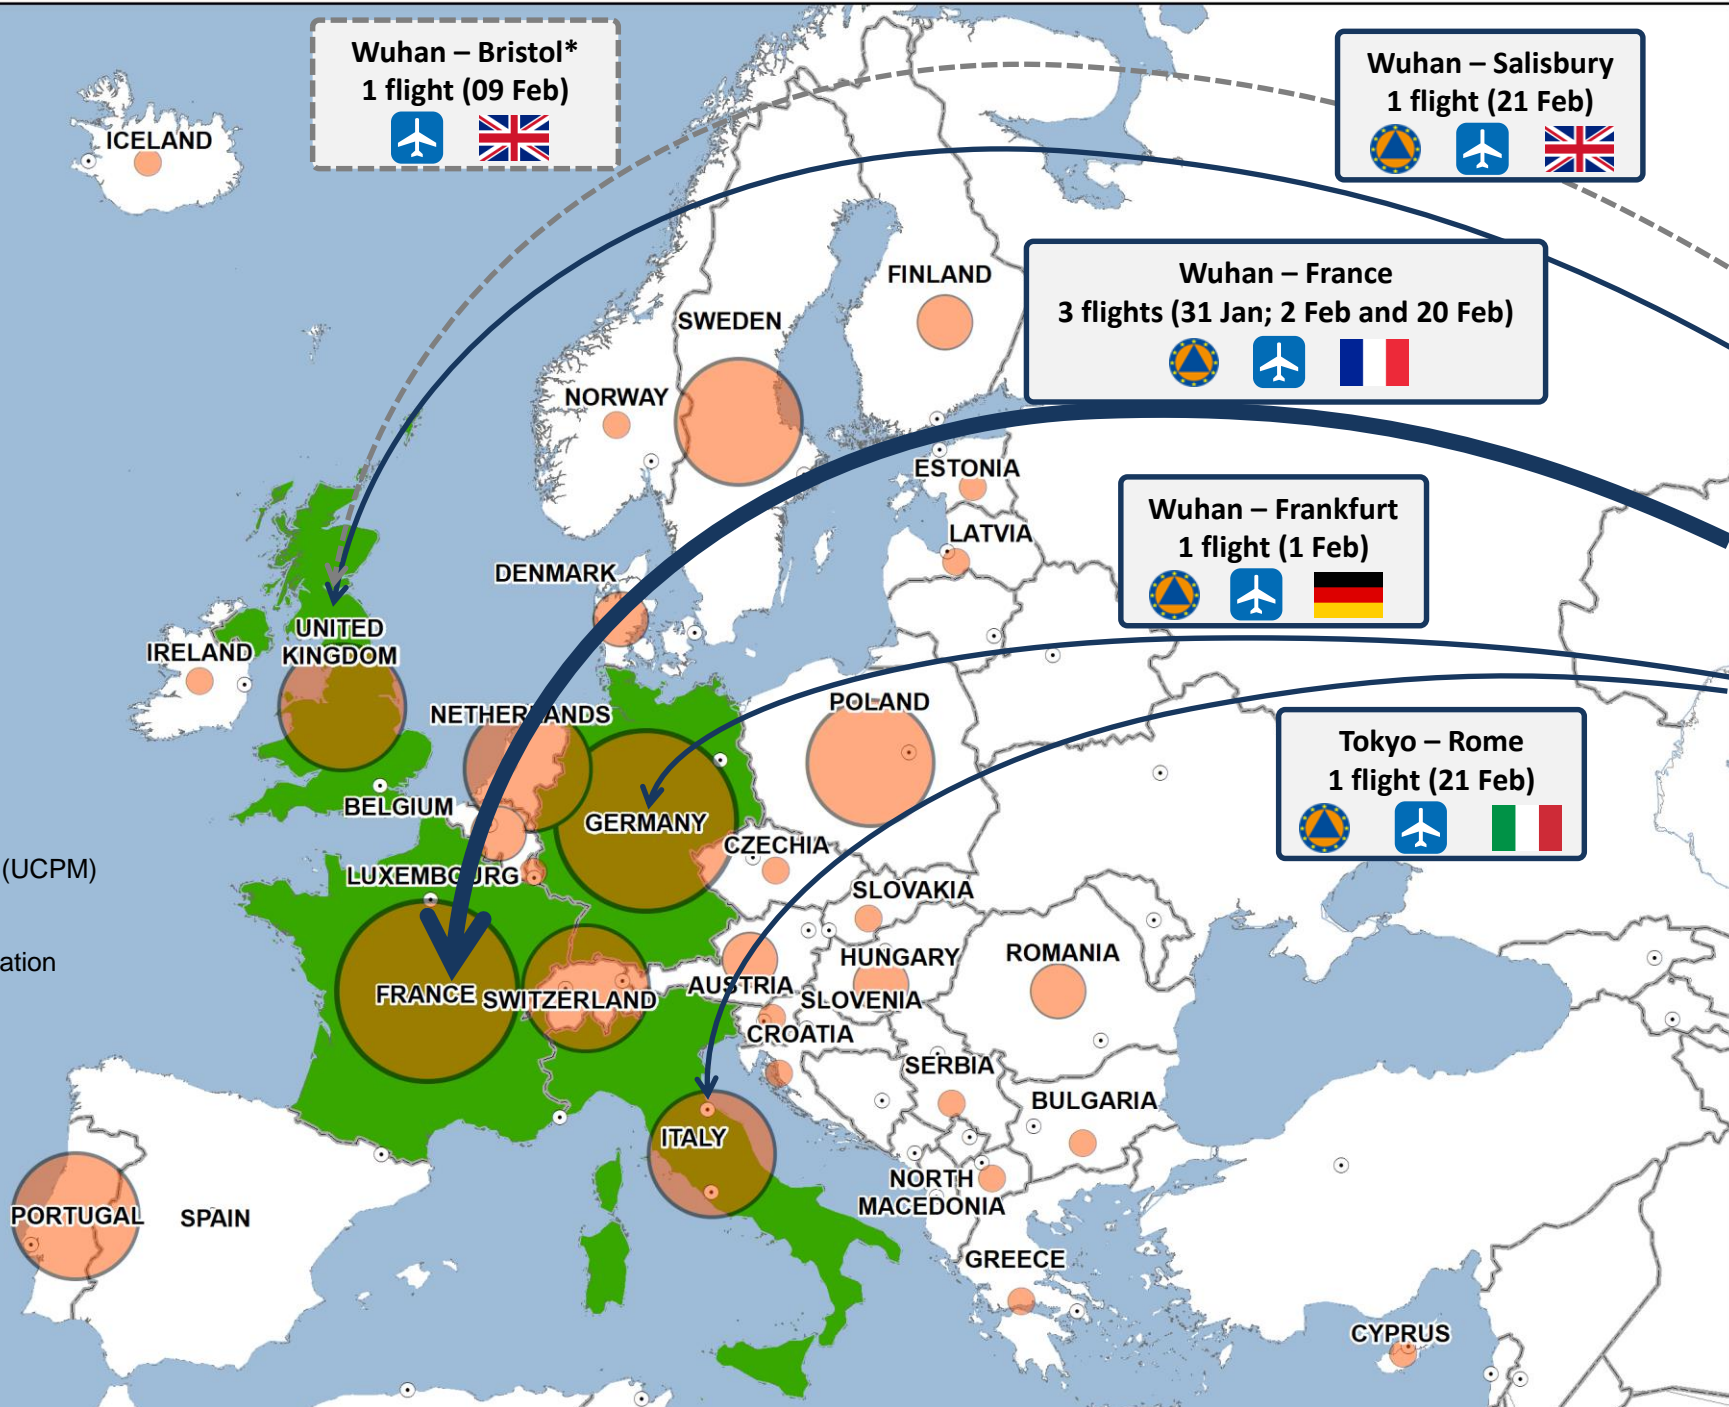 Wuhan – Bristol*
1 flight (09 Feb)
Wuhan – Salisbury
1 flight (21 Feb)
ICELAND
Wuhan – France
3 flights (31 Jan; 2 Feb and 20 Feb)
FINLAND
SWEDEN
NORWAY
ESTONIA
Wuhan – Frankfurt
1 flight (1 Feb)
LATVIA
DENMARK
UNITED
KINGDOM
IRELAND
NETHERLANDS
POLAND
Tokyo – Rome
1 flight (21 Feb)
BELGIUM
GERMANY
CZECHIA
(UCPM)
LUXEMBOURG
SLOVAKIA
ation
HUNGARY
ROMANIA
FRANCE
SWITZERLAND
AUSTRIA
SLOVENIA
CROATIA
SERBIA
BULGARIA
ITALY
NORTH
MACEDONIA
PORTUGAL
SPAIN
GREECE
CYPRUS